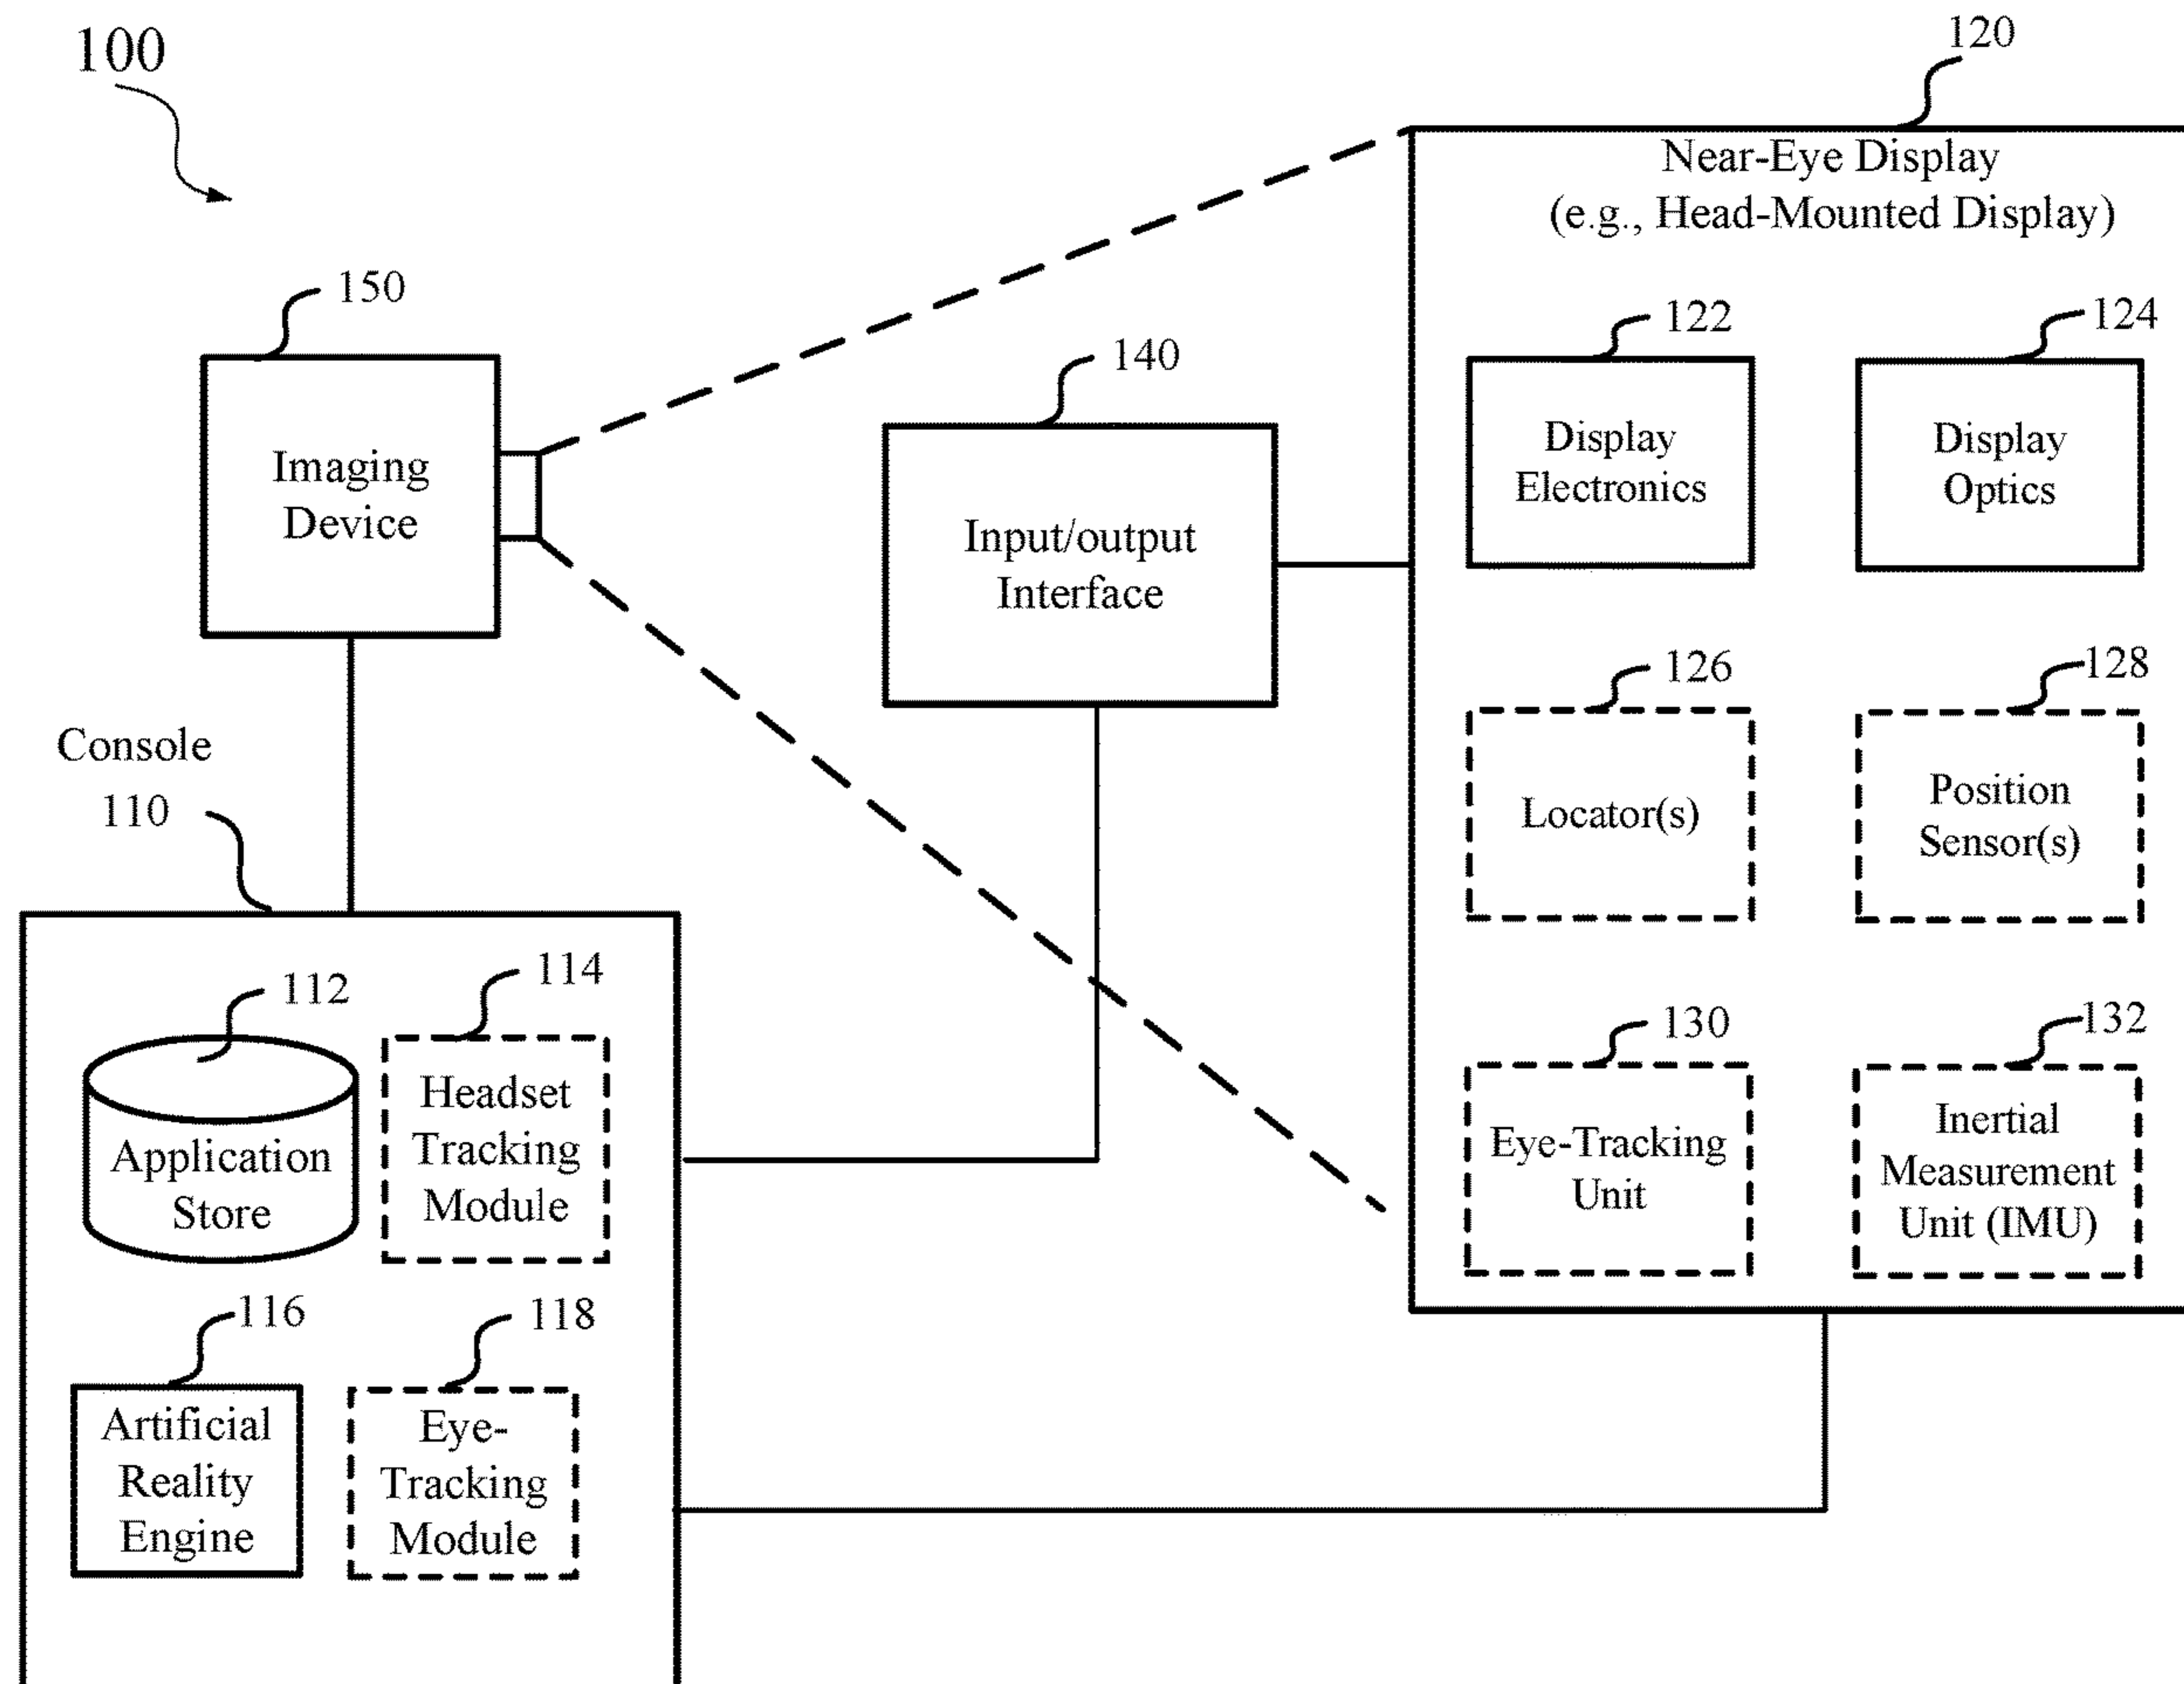 100
120
Near-Eye Display
(e.g., Head-Mounted Display)
150
Imaging
Device
140
Input/output
Interface
122
Display
Electronics
124
Display
Optics
126
Locator(s)
128
Position
Sensor(s)
130
Eye-Tracking
Unit
132
Inertial
Measurement
Unit (IMU)
Console
110
112
Application
Store
114
Headset
Tracking
Module
116
Artificial
Reality
Engine
118
Eye-
Tracking
Module